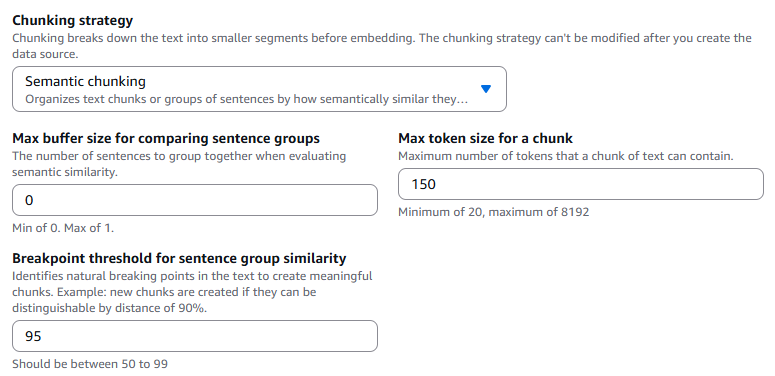 Chunking strategy
Chunking breaks down the text into smaller segments before embedding. The chunking strategy can't be modified after you create the
data source.
Semantic chunking
Organizes text chunks or groups of sentences by how semantically similar they…
Max buffer size for comparing sentence groups
The number of sentences to group together when evaluating
semantic similarity.
0
Min of 0. Max of 1.
Max token size for a chunk
Maximum number of tokens that a chunk of text can contain.
150
Minimum of 20, maximum of 8192
Breakpoint threshold for sentence group similarity
Identifies natural breaking points in the text to create meaningful
chunks. Example: new chunks are created if they can be
distinguishable by distance of 90%.
95
Should be between 50 to 99